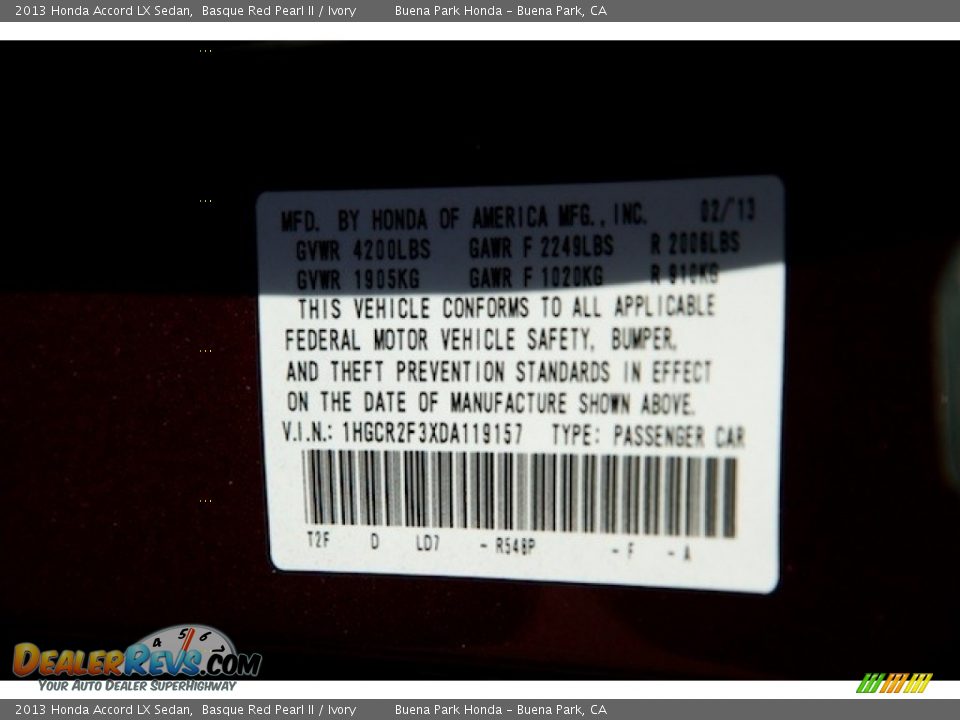 2013 Honda Accord LX Sedan, Basque Red Pearl II / Ivory Buena Park Honda – Buena Park, CA
MFD. BY HONDA OF AMERICA MFG., INC. 02/'13
GVWR 4200LBS GAWR F 2249LBS R 2006LBS
GVWR 1905KG GAWR F 1020KG R 910KG
THIS VEHICLE CONFORMS TO ALL APPLICABLE
FEDERAL MOTOR VEHICLE SAFETY, BUMPER,
AND THEFT PREVENTION STANDARDS IN EFFECT
ON THE DATE OF MANUFACTURE SHOWN ABOVE.
V.I.N.: 1HGCR2F3XDA119157 TYPE: PASSENGER CAR
T2F D LD7 - R548P - F - A
4 5 6
DEALERREVS.COM
YOUR AUTO DEALER SUPERHIGHWAY
2013 Honda Accord LX Sedan, Basque Red Pearl II / Ivory Buena Park Honda – Buena Park, CA